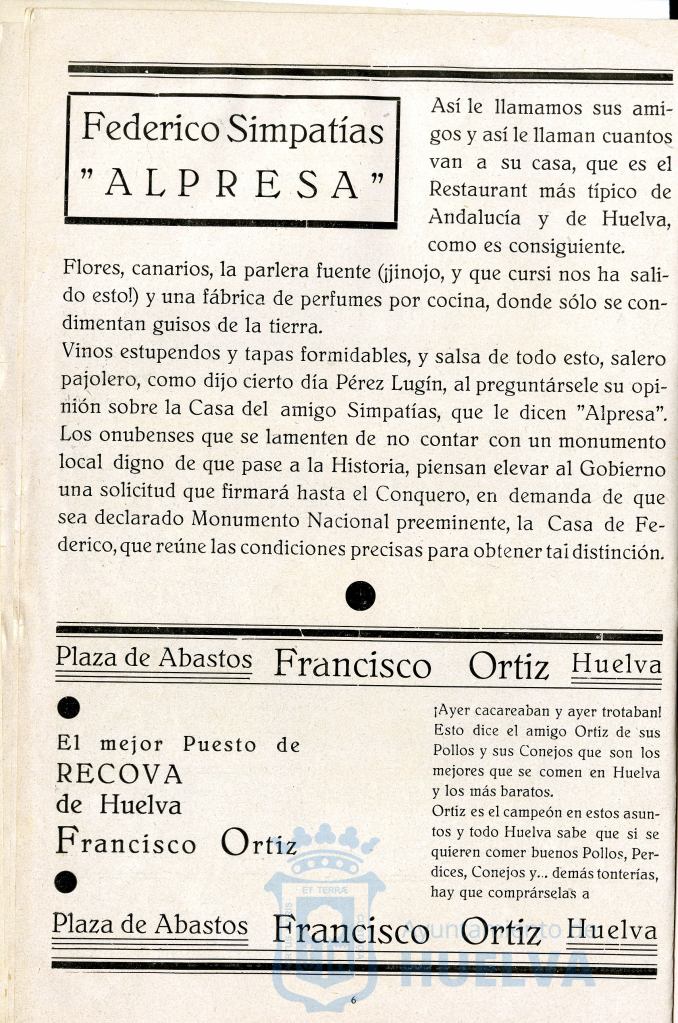 Federico Simpatías
"ALPRESA"
Así le llamamos sus ami-
gos y así le llaman cuantos
van a su casa, que es el
Restaurant más típico de
Andalucía y de Huelva,
como es consiguiente.
Flores, canarios, la parlera fuente (¡jinojo, y que cursi nos ha sali-
do esto!) y una fábrica de perfumes por cocina, donde sólo se con-
dimentan guisos de la tierra.
Vinos estupendos y tapas formidables, y salsa de todo esto, salero
pajolero, como dijo cierto día Pérez Lugín, al preguntársele su opi-
nión sobre la Casa del amigo Simpatías, que le dicen "Alpresa".
Los onubenses que se lamenten de no contar con un monumento
local digno de que pase a la Historia, piensan elevar al Gobierno
una solicitud que firmará hasta el Conquero, en demanda de que
sea declarado Monumento Nacional preeminente, la Casa de Fe-
derico, que reúne las condiciones precisas para obtener tai distinción.
Plaza de Abastos Francisco Ortiz Huelva
El mejor Puesto de
RECOVA
de Huelva
Francisco Ortiz
¡Ayer cacareaban y ayer trotaban!
Esto dice el amigo Ortiz de sus
Pollos y sus Conejos que son los
mejores que se comen en Huelva
y los más baratos.
Ortiz es el campeón en estos asun-
tos y todo Huelva sabe que si se
quieren comer buenos Pollos, Per-
dices, Conejos y... demás tonterías,
hay que comprárselas a
Plaza de Abastos Francisco Ortiz Huelva
ET TERRÆ
Ayuntamiento de
HUELVA
6